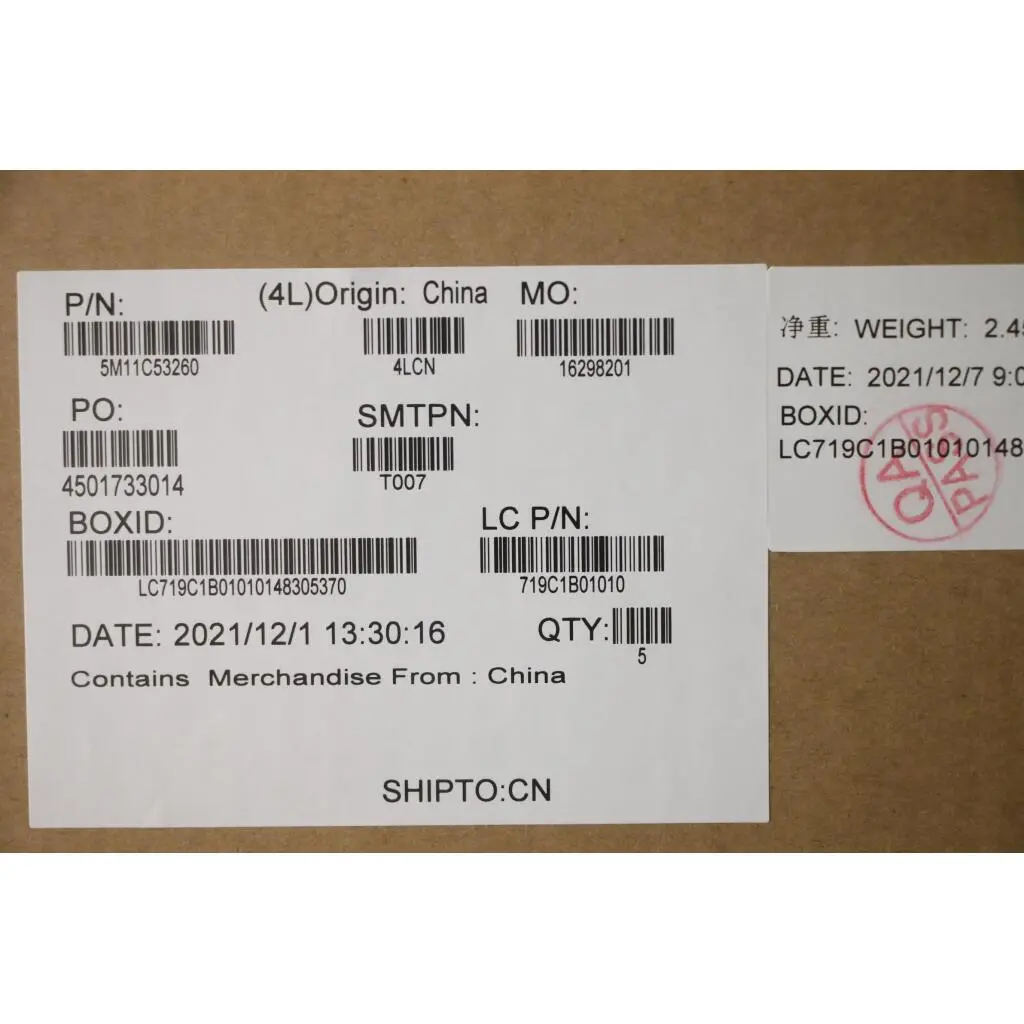 P/N: (4L)Origin: China MO:
5M11C53260 4LCN 16298201
PO: SMTPN:
4501733014 T007
BOXID: LC P/N:
LC719C1B01010148305370 719C1B01010
DATE: 2021/12/1 13:30:16 QTY:
5
Contains Merchandise From : China
SHIPTO:CN
净重: WEIGHT: 2.4
DATE: 2021/12/7 9:0
BOXID:
LC719C1B01010148
QA PASS